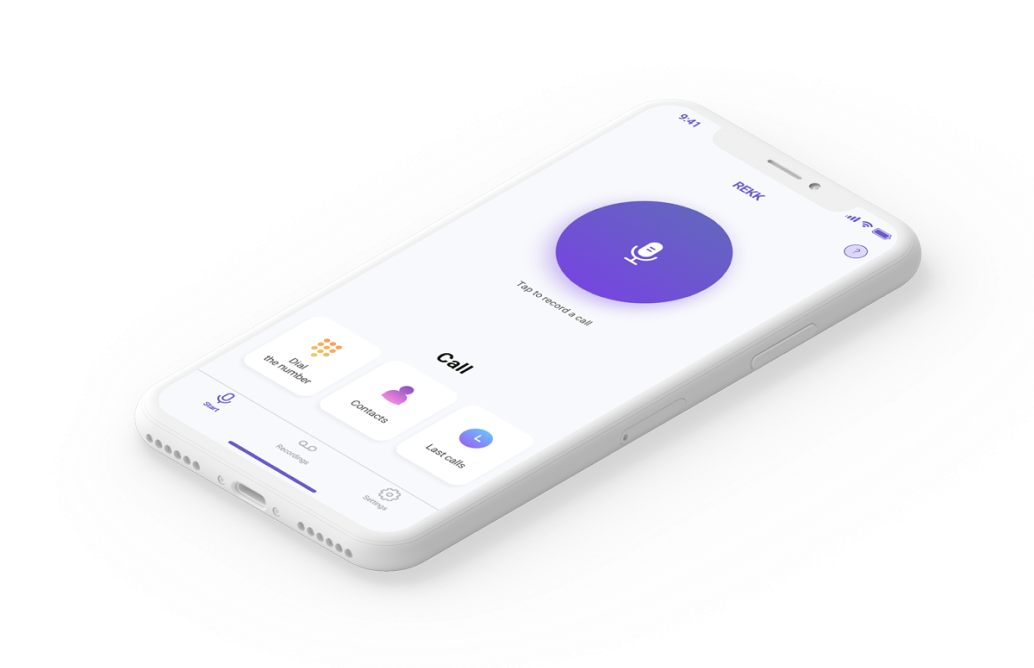 9:41
REKK
?
Tap to record a call
Call
Dial
the number
Contacts
Last calls
Start
Recordings
Settings